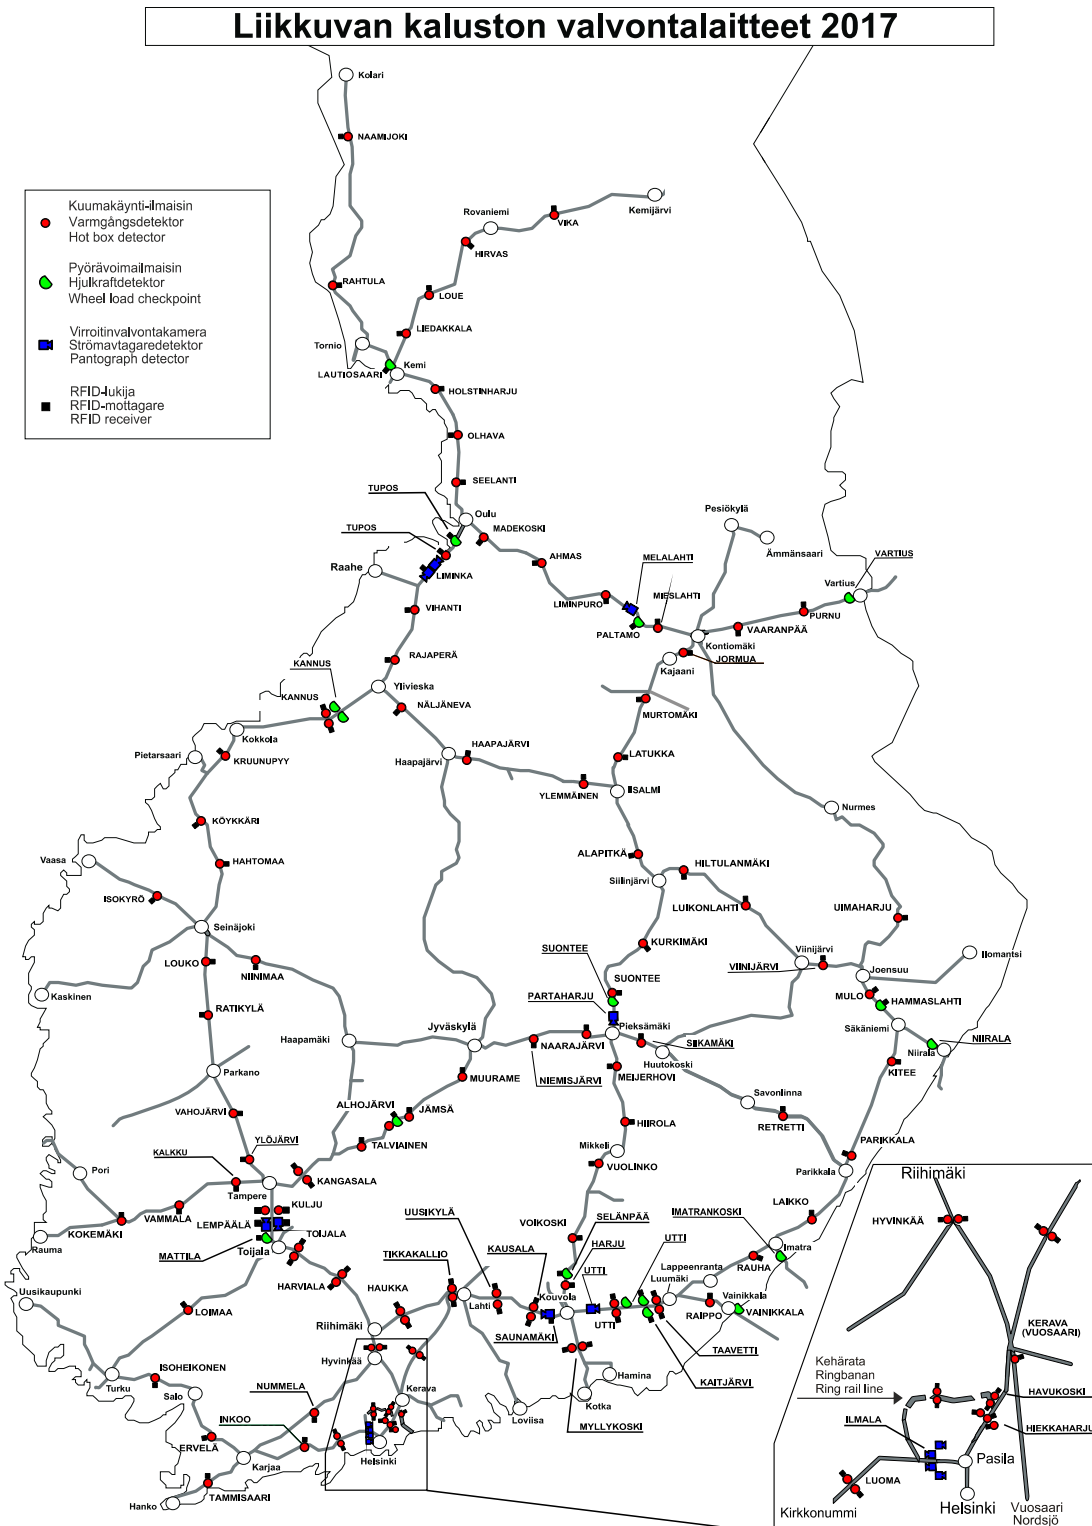 Liikkuvan kaluston valvontalaitteet 2017
Kolari
NAAMIJOKI
Kuumakäynti-ilmaisin
Varmgångsdetektor
Hot box detector
Pyörävoimailmaisin
Hjulkraftdetektor
Wheel load checkpoint
Virroitinvalvontakamera
Strömavtagaredetektor
Pantograph detector
RFID-lukija
RFID-mottagare
RFID receiver
Kemijärvi
Rovaniemi
VIKA
HIRVAS
RAHTULA
LOUE
LIEDAKKALA
Tornio
Kemi
LAUTIOSAARI
HOLSTINHARJU
OLHAVA
SEELANTI
TUPOS
Oulu
TUPOS
MADEKOSKI
Pesiökylä
Ämmänsaari
AHMAS
MELALAHTI
VARTIUS
Raahe
LIMINKA
MIESLAHTI
Vartius
LIMINPURO
VIHANTI
PURNU
PALTAMO
VAARANPÄÄ
Kontiomäki
RAJAPERÄ
KANNUS
Kajaani
JORMUA
Ylivieska
KANNUS
NÄLJÄNEVA
MURTOMÄKI
Kokkola
Pietarsaari
KRUUNUPYY
HAAPAJÄRVI
Haapajärvi
LATUKKA
YLEMMÄINEN
IISALMI
Nurmes
KÖYKKÄRI
Vaasa
HAHTOMAA
ALAPITKÄ
HILTULANMÄKI
Siilinjärvi
ISOKYRÖ
LUIKONLAHTI
UIMAHARJU
Seinäjoki
KURKIMÄKI
Viinijärvi
Ilomantsi
LOUKO
NIINIMAA
SUONTEE
SUONTEE
VIINIJÄRVI
Joensuu
Kaskinen
MULO
HAMMASLAHTI
PARTAHARJU
RATIKYLÄ
Jyväskylä
Pieksämäki
Säkäniemi
Haapamäki
NAARAJÄRVI
SIKAMÄKI
NIIRALA
Niirala
Huutokoski
KITEE
NIEMISJÄRVI
MEIJERHOVI
Parkano
MUURAME
Savonlinna
ALHOJÄRVI
JÄMSÄ
VAHOJÄRVI
HIIROLA
RETRETTI
TALVIAINEN
YLÖJÄRVI
KALKKU
Mikkeli
VUOLINKO
PARIKKALA
Parikkala
Pori
KANGASALA
Tampere
Riihimäki
KULJU
VAMMALA
LEMPÄÄLÄ
UUSIKYLÄ
SELÄNPÄÄ
LAIKKO
IMATRANKOSKI
HYVINKÄÄ
KOKEMÄKI
Rauma
TOIJALA
VOIKOSKI
HARJU
MATTILA
Toijala
TIKKAKALLIO
KAUSALA
UTTI
UTTI
Imatra
RAUHA
Lappeenranta
Luumäki
HARVIALA
HAUKKA
Uusikaupunki
Kouvola
Vainikkala
LOIMAA
Lahti
RAIPPO
VAINIKKALA
Riihimäki
SAUNAMÄKI
UTTI
TAAVETTI
KERAVA
(VUOSAARI)
ISOHEIKONEN
Hyvinkää
Hamina
KAITJÄRVI
Kehärata
Ringbanan
Ring rail line
Turku
Salo
NUMMELA
Kerava
Kotka
Loviisa
HAVUKOSKI
INKOO
MYLLYKOSKI
ILMALA
HIEKKAHARJU
ERVELÄ
Karjaa
Helsinki
Pasila
LUOMA
TAMMISAARI
Hanko
Kirkkonummi
Helsinki
Vuosaari
Nordsjö